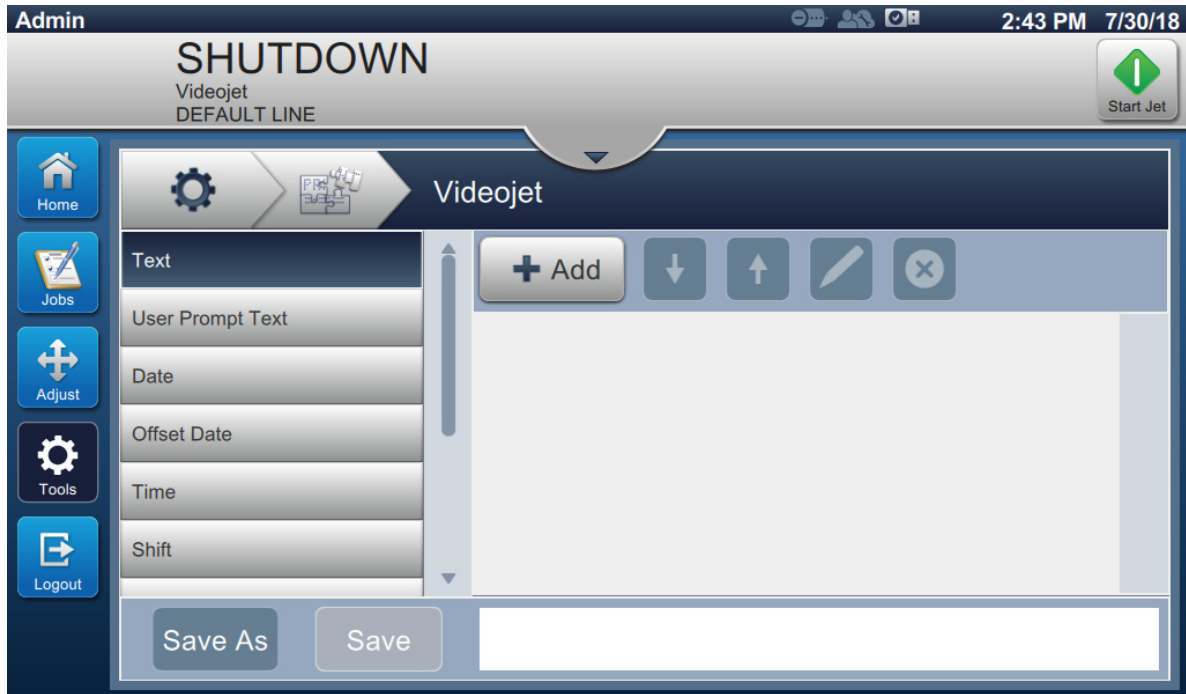 Admin
2:43 PM 7/30/18
SHUTDOWN
Videojet
DEFAULT LINE
Start Jet
Home
Jobs
Adjust
Tools
Logout
Videojet
Text
User Prompt Text
Date
Offset Date
Time
Shift
Add
Save As
Save